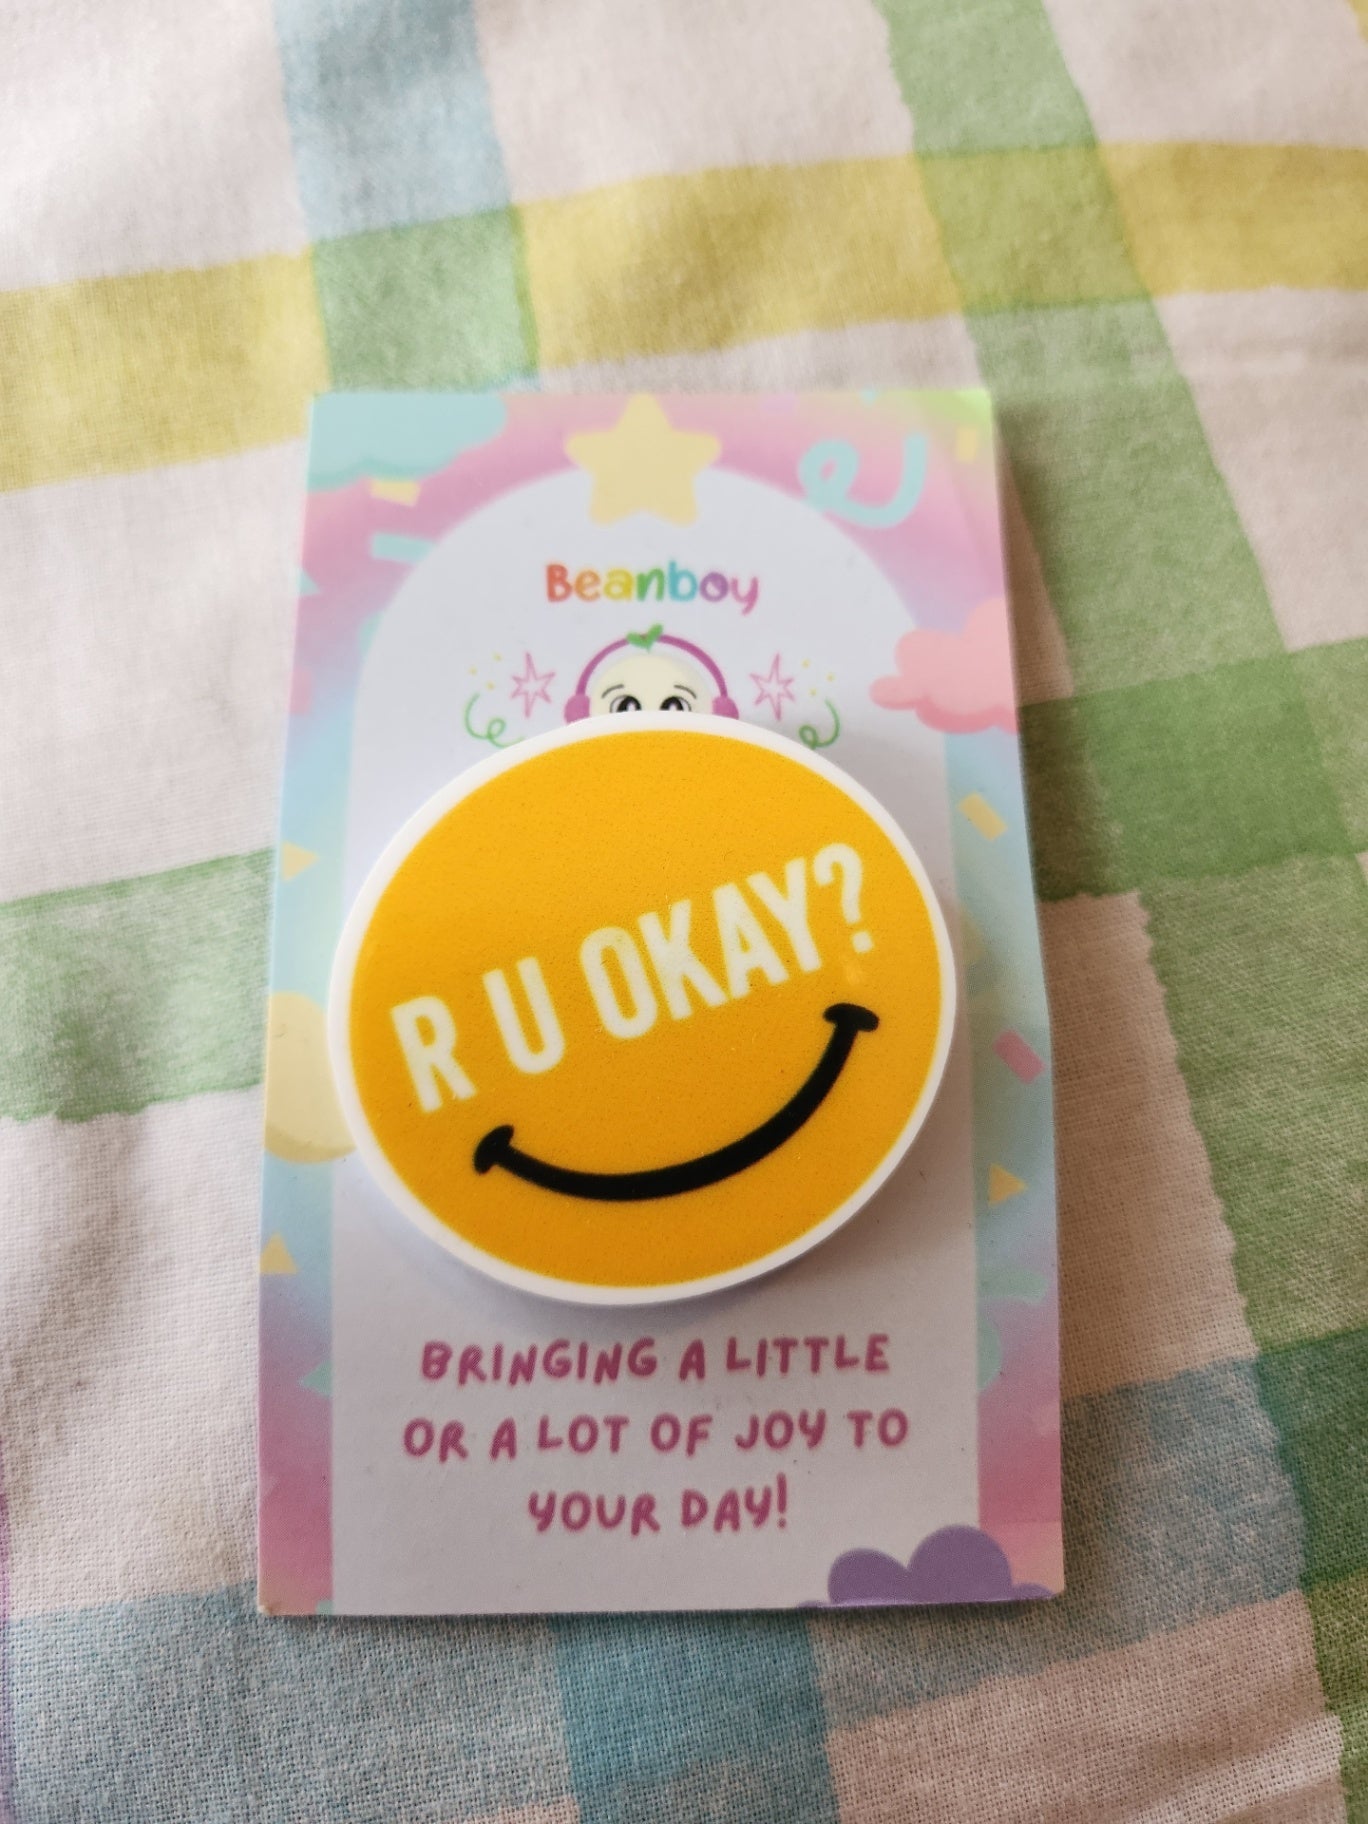 Beanboy
R U OKAY?
BRINGING A LITTLE
OR A LOT OF JOY TO
YOUR DAY!